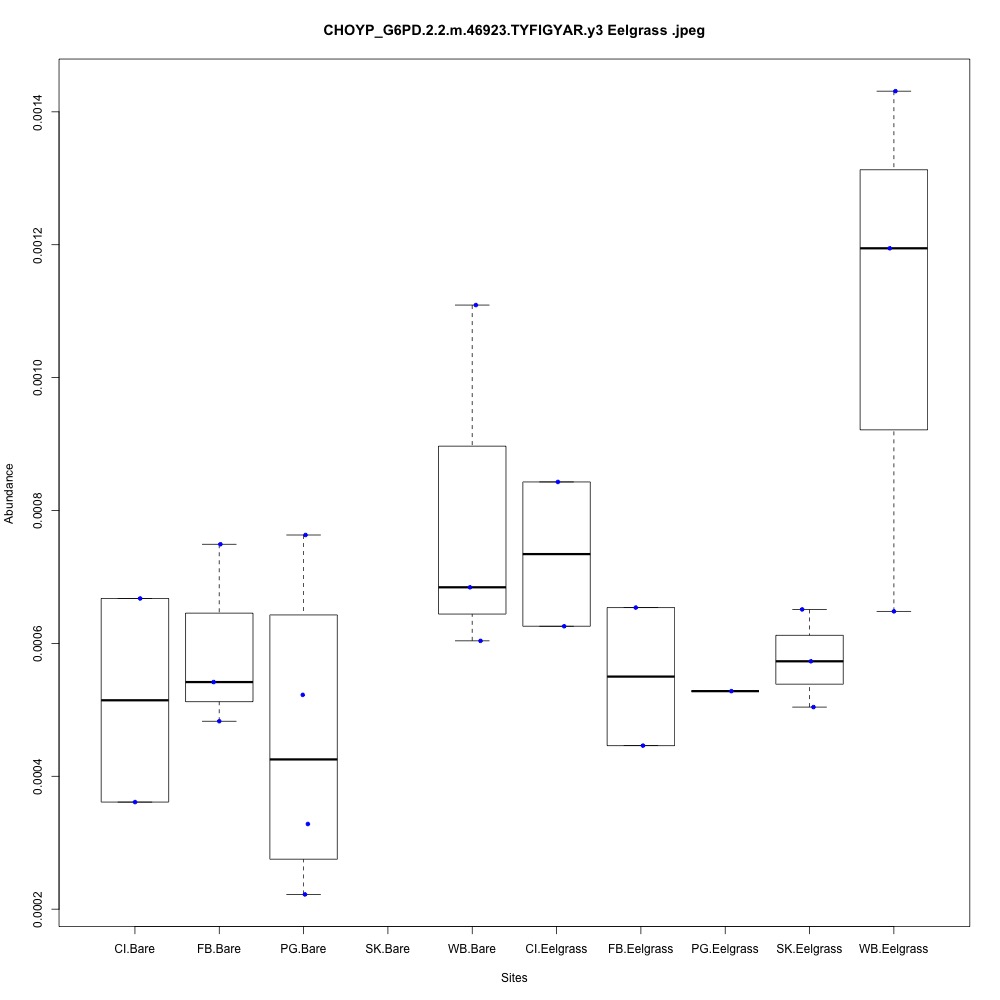 CHOYP_G6PD.2.2.m.46923.TYFIGYAR.y3 Eelgrass .jpeg
0.0014
0.0012
0.0010
0.0008
0.0006
0.0004
0.0002
Abundance
CI.Bare FB.Bare PG.Bare SK.Bare WB.Bare CI.Eelgrass FB.Eelgrass PG.Eelgrass SK.Eelgrass WB.Eelgrass
Sites